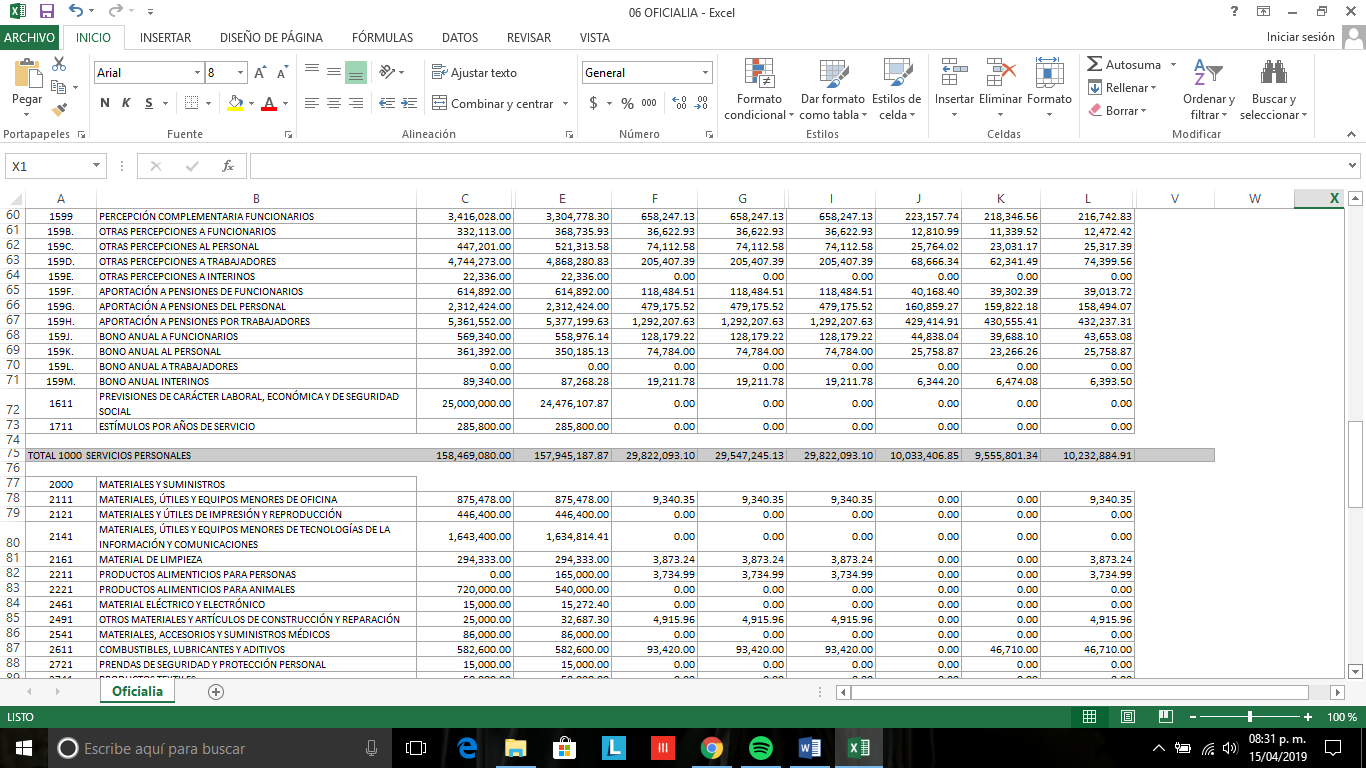 06 OFICIALIA - Excel
ARCHIVO INICIO INSERTAR DISEÑO DE PÁGINA FÓRMULAS DATOS REVISAR VISTA Iniciar sesión
Pegar
Portapapeles
Arial 8
N K S
Fuente
Ajustar texto
Combinar y centrar
Alineación
General
$ % 000
Número
Formato condicional
Dar formato como tabla
Estilos de celda
Estilos
Insertar Eliminar Formato
Celdas
Autosuma
Rellenar
Borrar
Ordenar y filtrar
Buscar y seleccionar
Modificar
X1 fx
A B C E F G I J K L V W X
60 1599 PERCEPCIÓN COMPLEMENTARIA FUNCIONARIOS 3,416,028.00 3,304,778.30 658,247.13 658,247.13 658,247.13 223,157.74 218,346.56 216,742.83
61 159B. OTRAS PERCEPCIONES A FUNCIONARIOS 332,113.00 368,735.93 36,622.93 36,622.93 36,622.93 12,810.99 11,339.52 12,472.42
62 159C. OTRAS PERCEPCIONES AL PERSONAL 447,201.00 521,313.58 74,112.58 74,112.58 74,112.58 25,764.02 23,031.17 25,317.39
63 159D. OTRAS PERCEPCIONES A TRABAJADORES 4,744,273.00 4,868,280.83 205,407.39 205,407.39 205,407.39 68,666.34 62,341.49 74,399.56
64 159E. OTRAS PERCEPCIONES A INTERINOS 22,336.00 22,336.00 0.00 0.00 0.00 0.00 0.00 0.00
65 159F. APORTACIÓN A PENSIONES DE FUNCIONARIOS 614,892.00 614,892.00 118,484.51 118,484.51 118,484.51 40,168.40 39,302.39 39,013.72
66 159G. APORTACIÓN A PENSIONES DEL PERSONAL 2,312,424.00 2,312,424.00 479,175.52 479,175.52 479,175.52 160,859.27 159,822.18 158,494.07
67 159H. APORTACIÓN A PENSIONES POR TRABAJADORES 5,361,552.00 5,377,199.63 1,292,207.63 1,292,207.63 1,292,207.63 429,414.91 430,555.41 432,237.31
68 159J. BONO ANUAL A FUNCIONARIOS 569,340.00 558,976.14 128,179.22 128,179.22 128,179.22 44,838.04 39,688.10 43,653.08
69 159K. BONO ANUAL AL PERSONAL 361,392.00 350,185.13 74,784.00 74,784.00 74,784.00 25,758.87 23,266.26 25,758.87
70 159L. BONO ANUAL A TRABAJADORES 0.00 0.00 0.00 0.00 0.00 0.00 0.00 0.00
71 159M. BONO ANUAL INTERINOS 89,340.00 87,268.28 19,211.78 19,211.78 19,211.78 6,344.20 6,474.08 6,393.50
72 1611 PREVISIONES DE CARÁCTER LABORAL, ECONÓMICA Y DE SEGURIDAD SOCIAL 25,000,000.00 24,476,107.87 0.00 0.00 0.00 0.00 0.00 0.00
73 1711 ESTÍMULOS POR AÑOS DE SERVICIO 285,800.00 285,800.00 0.00 0.00 0.00 0.00 0.00 0.00
74
75 TOTAL 1000 SERVICIOS PERSONALES 158,469,080.00 157,945,187.87 29,822,093.10 29,547,245.13 29,822,093.10 10,033,406.85 9,555,801.34 10,232,884.91
76
77 2000 MATERIALES Y SUMINISTROS
78 2111 MATERIALES, ÚTILES Y EQUIPOS MENORES DE OFICINA 875,478.00 875,478.00 9,340.35 9,340.35 9,340.35 0.00 0.00 9,340.35
79 2121 MATERIALES Y ÚTILES DE IMPRESIÓN Y REPRODUCCIÓN 446,400.00 446,400.00 0.00 0.00 0.00 0.00 0.00 0.00
80 2141 MATERIALES, ÚTILES Y EQUIPOS MENORES DE TECNOLOGÍAS DE LA INFORMACIÓN Y COMUNICACIONES 1,643,400.00 1,634,814.41 0.00 0.00 0.00 0.00 0.00 0.00
81 2161 MATERIAL DE LIMPIEZA 294,333.00 294,333.00 3,873.24 3,873.24 3,873.24 0.00 0.00 3,873.24
82 2211 PRODUCTOS ALIMENTICIOS PARA PERSONAS 0.00 165,000.00 3,734.99 3,734.99 3,734.99 0.00 0.00 3,734.99
83 2221 PRODUCTOS ALIMENTICIOS PARA ANIMALES 720,000.00 540,000.00 0.00 0.00 0.00 0.00 0.00 0.00
84 2461 MATERIAL ELÉCTRICO Y ELECTRÓNICO 15,000.00 15,272.40 0.00 0.00 0.00 0.00 0.00 0.00
85 2491 OTROS MATERIALES Y ARTÍCULOS DE CONSTRUCCIÓN Y REPARACIÓN 25,000.00 32,687.30 4,915.96 4,915.96 4,915.96 0.00 0.00 4,915.96
86 2541 MATERIALES, ACCESORIOS Y SUMINISTROS MÉDICOS 86,000.00 86,000.00 0.00 0.00 0.00 0.00 0.00 0.00
87 2611 COMBUSTIBLES, LUBRICANTES Y ADITIVOS 582,600.00 582,600.00 93,420.00 93,420.00 93,420.00 0.00 46,710.00 46,710.00
88 2721 PRENDAS DE SEGURIDAD Y PROTECCIÓN PERSONAL 15,000.00 15,000.00 0.00 0.00 0.00 0.00 0.00 0.00
Oficialia
LISTO 100 %
Escribe aquí para buscar
08:31 p. m.
15/04/2019